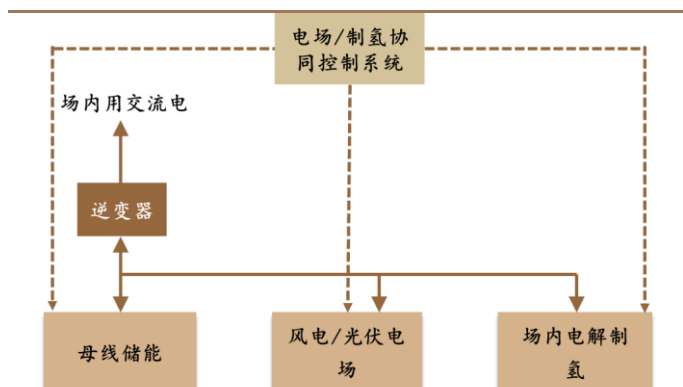 电场/制氢协
同控制系统
场内用交流电
逆变器
母线储能
风电/光伏电
场
场内电解制
氢